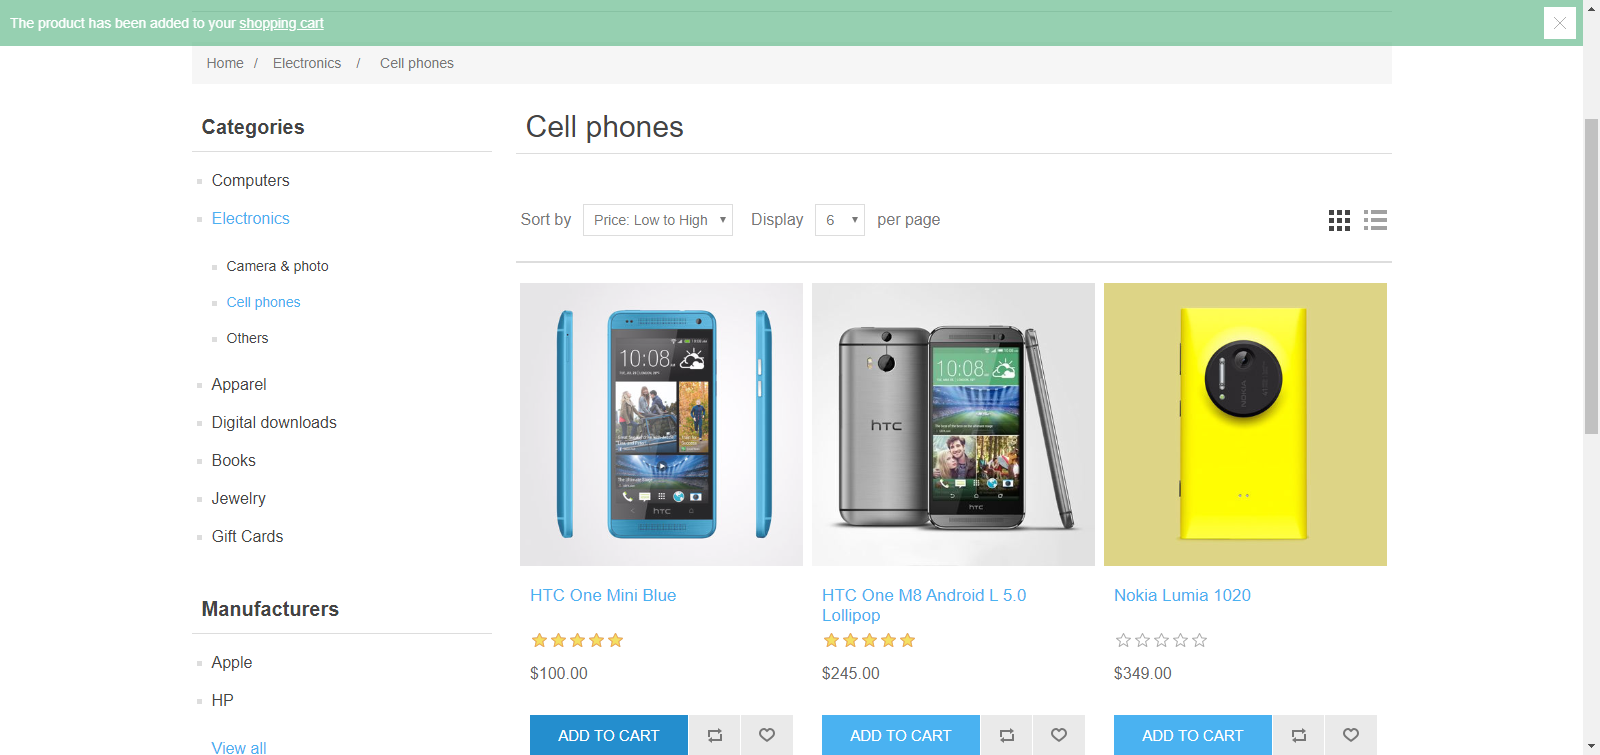 The product has been added to your shopping cart
Home / Electronics / Cell phones
Categories
Computers
Electronics
Camera & photo
Cell phones
Others
Apparel
Digital downloads
Books
Jewelry
Gift Cards
Manufacturers
Apple
HP
View all
Cell phones
Sort by Price: Low to High Display 6 per page
10:08
hTC
hTC
10:08
hTC
NOKIA
HTC One Mini Blue
$100.00
ADD TO CART
HTC One M8 Android L 5.0
Lollipop
$245.00
ADD TO CART
Nokia Lumia 1020
$349.00
ADD TO CART